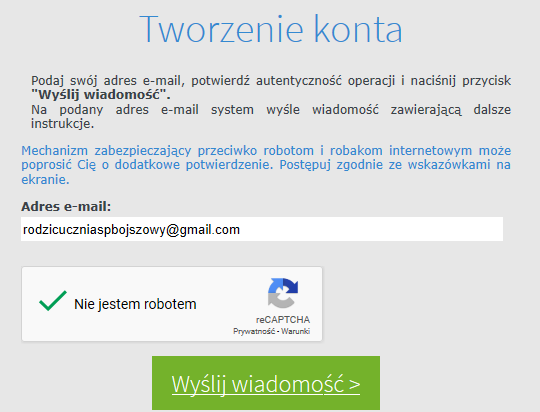 Tworzenie konta
Podaj swój adres e-mail, potwierdź autentyczność operacji i naciśnij przycisk
"Wyślij wiadomość".
Na podany adres e-mail system wyśle wiadomość zawierającą dalsze
instrukcje.
Mechanizm zabezpieczający przeciwko robotom i robakom internetowym może
poprosić Cię o dodatkowe potwierdzenie. Postępuj zgodnie ze wskazówkami na
ekranie.
Adres e-mail:
rodzicuczniaspbojszowy@gmail.com
Nie jestem robotem
reCAPTCHA
Prywatność - Warunki
Wyślij wiadomość >